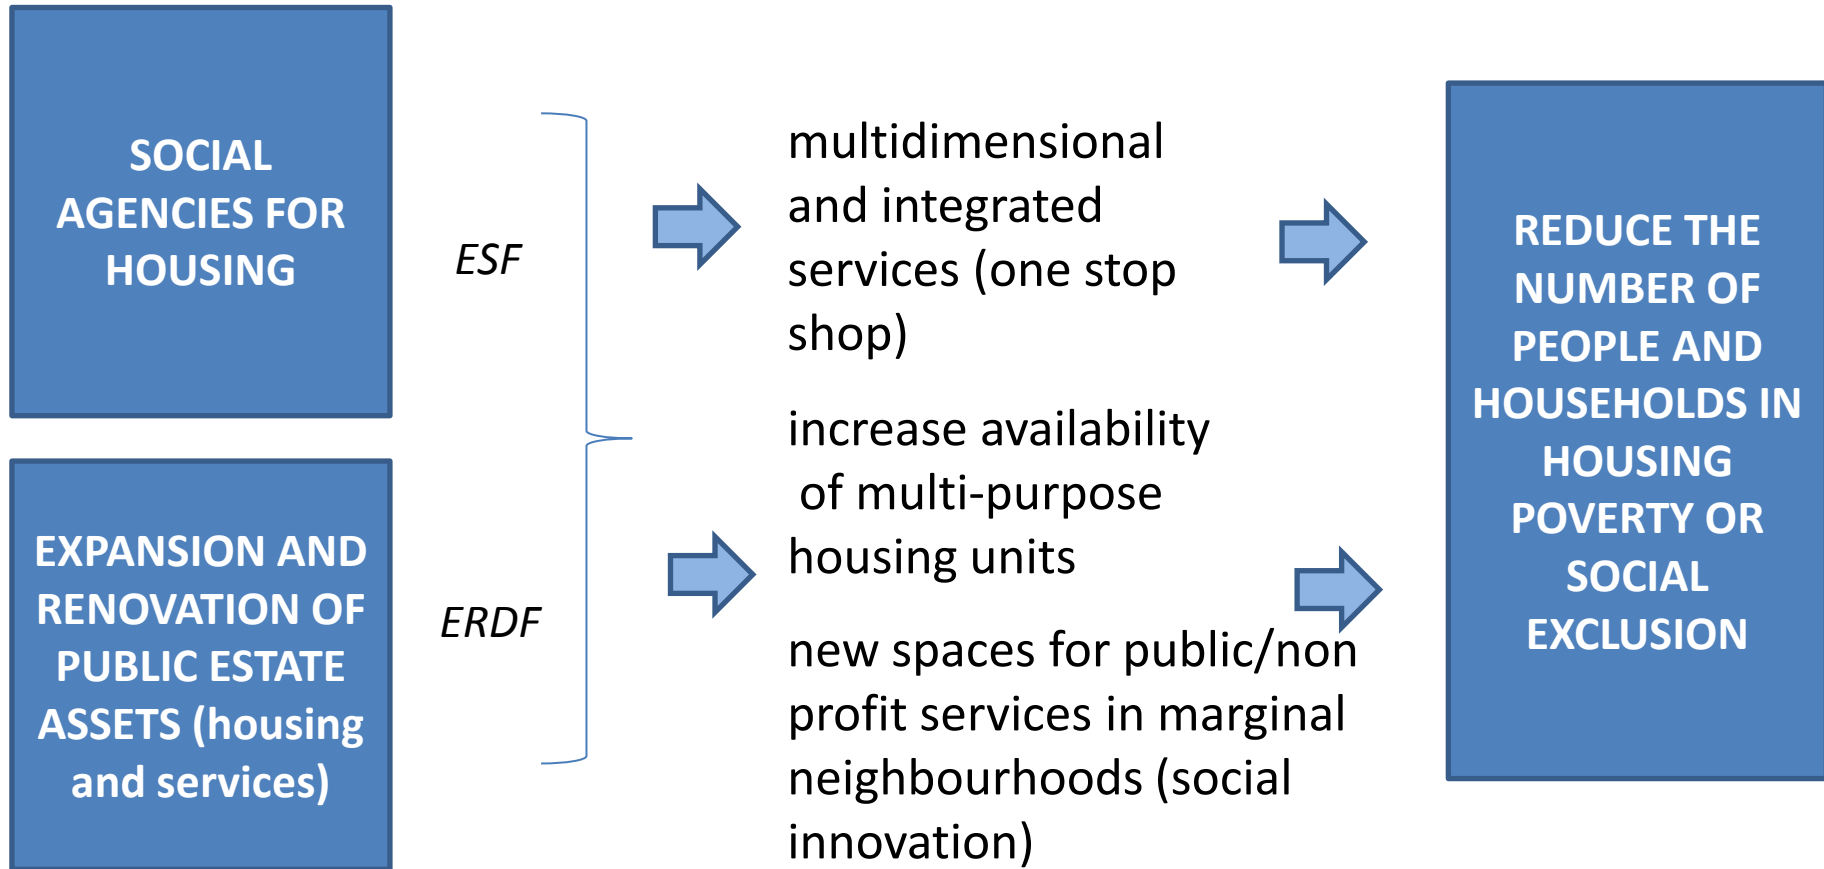 SOCIAL
AGENCIES FOR
HOUSING
EXPANSION AND
RENOVATION OF
PUBLIC ESTATE
ASSETS (housing
and services)
ESF
ERDF
multidimensional
and integrated
services (one stop
shop)
increase availability
of multi-purpose
housing units
new spaces for public/non
profit services in marginal
neighbourhoods (social
innovation)
REDUCE THE
NUMBER OF
PEOPLE AND
HOUSEHOLDS IN
HOUSING
POVERTY OR
SOCIAL
EXCLUSION